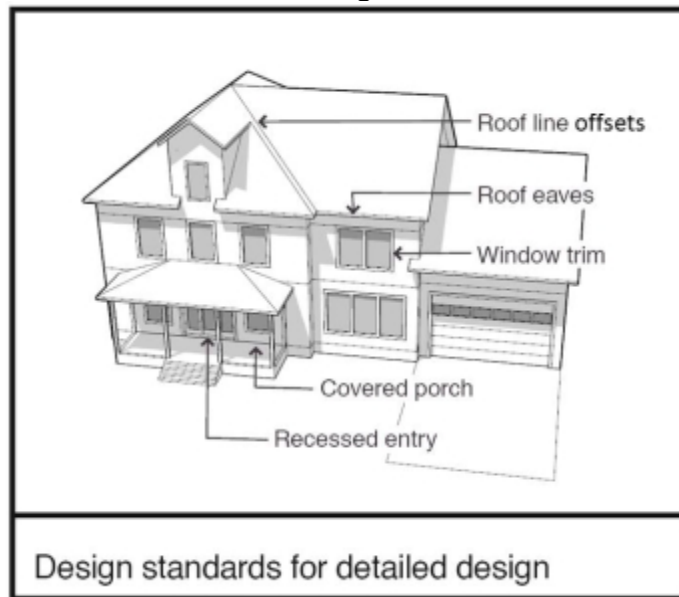 Roof line offsets
Roof eaves
Window trim
Covered porch
Recessed entry
Design standards for detailed design